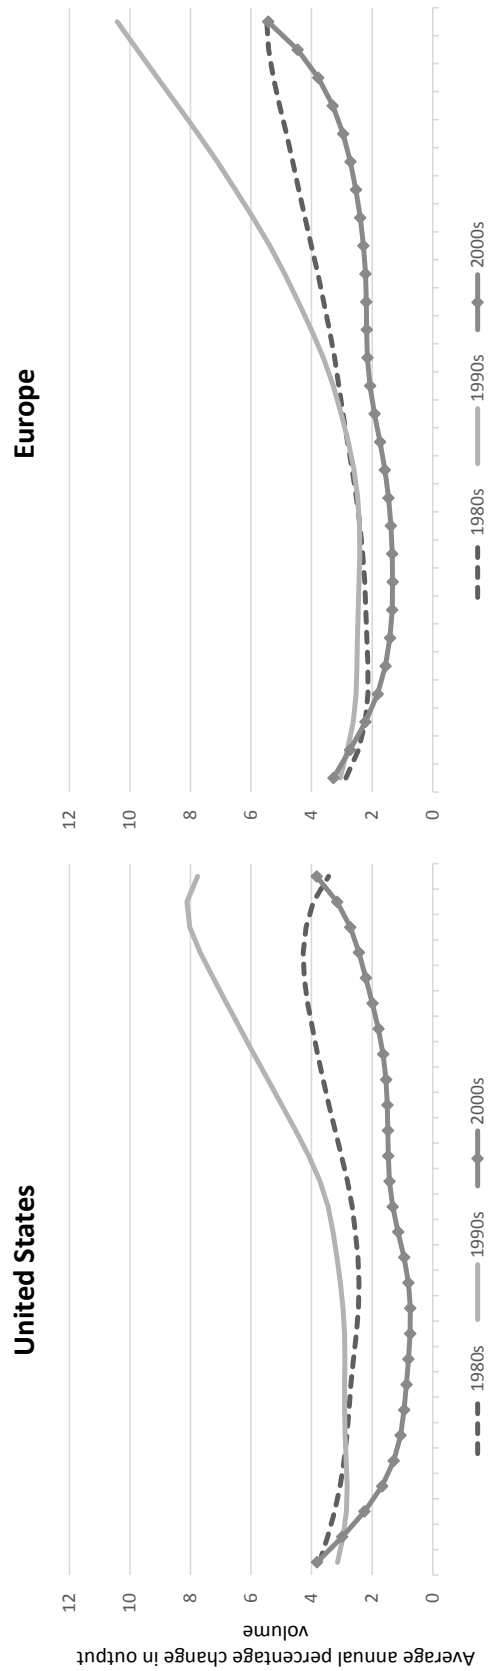 United States
Average annual percentage change in output
volume
12
10
8
6
4
2
0
1980s
1990s
2000s
Europe
12
10
8
6
4
2
0
1980s
1990s
2000s